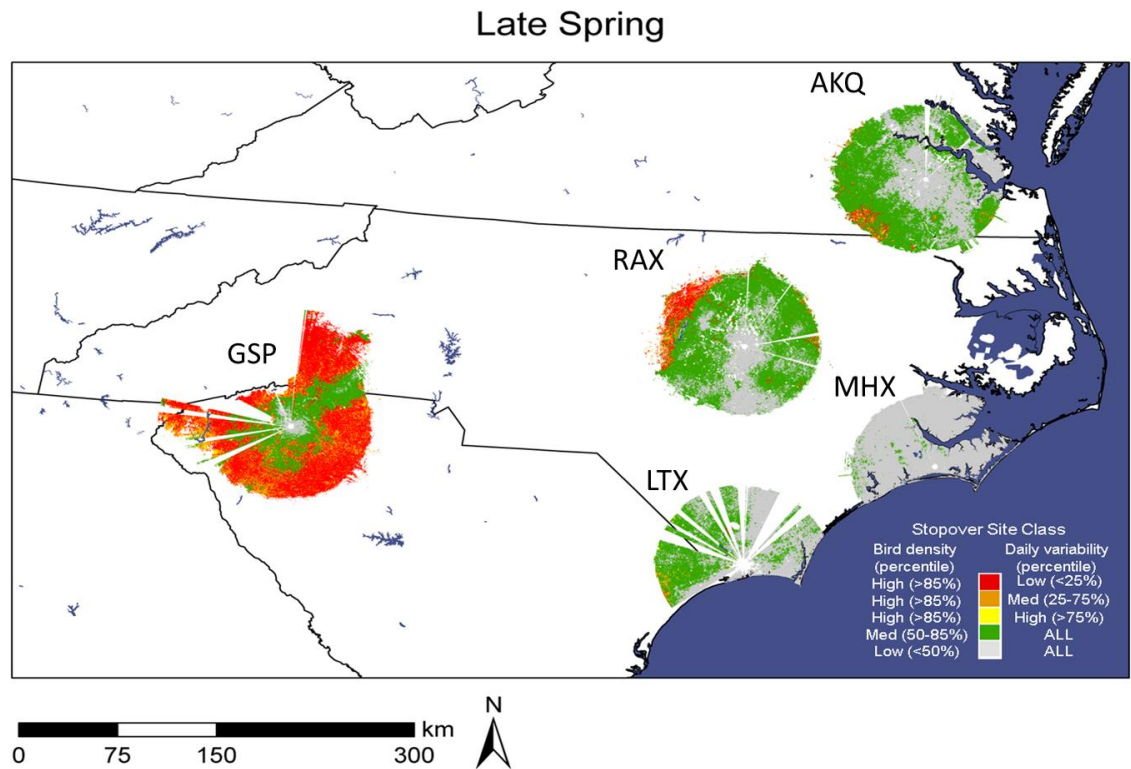 Late Spring
AKQ
RAX
GSP
MHX
LTX
Stopover Site Class
Bird density Daily variability
(percentile) (percentile)
High (>85%) Low (<25%)
High (>85%) Med (25-75%)
High (>85%) High (>75%)
Med (50-85%) ALL
Low (<50%) ALL
N
km
0 75 150 300